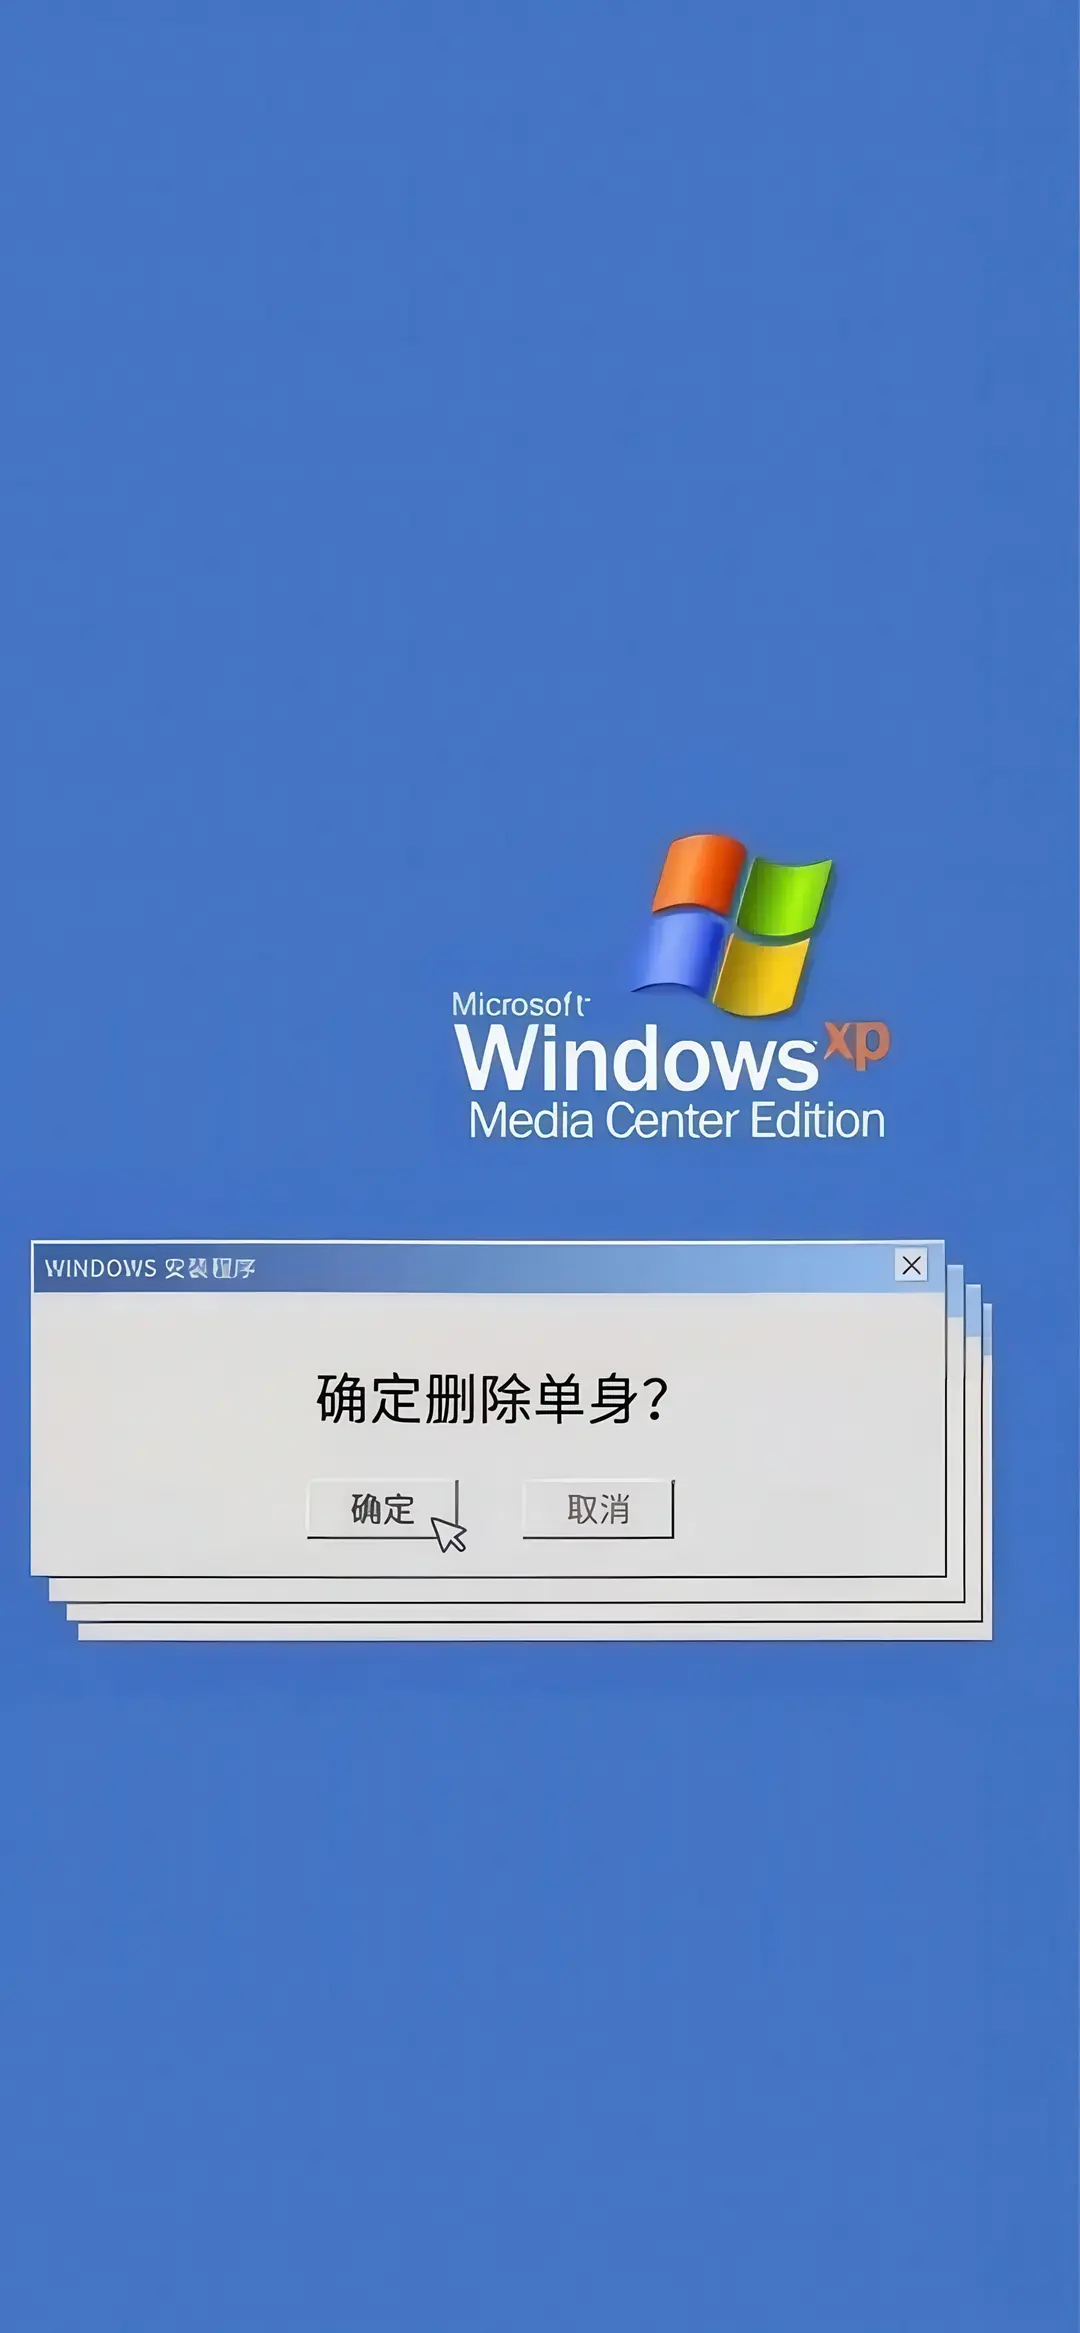 Microsoft
Windows xp
Media Center Edition
WINDOWS
确定删除单身？
确定
取消